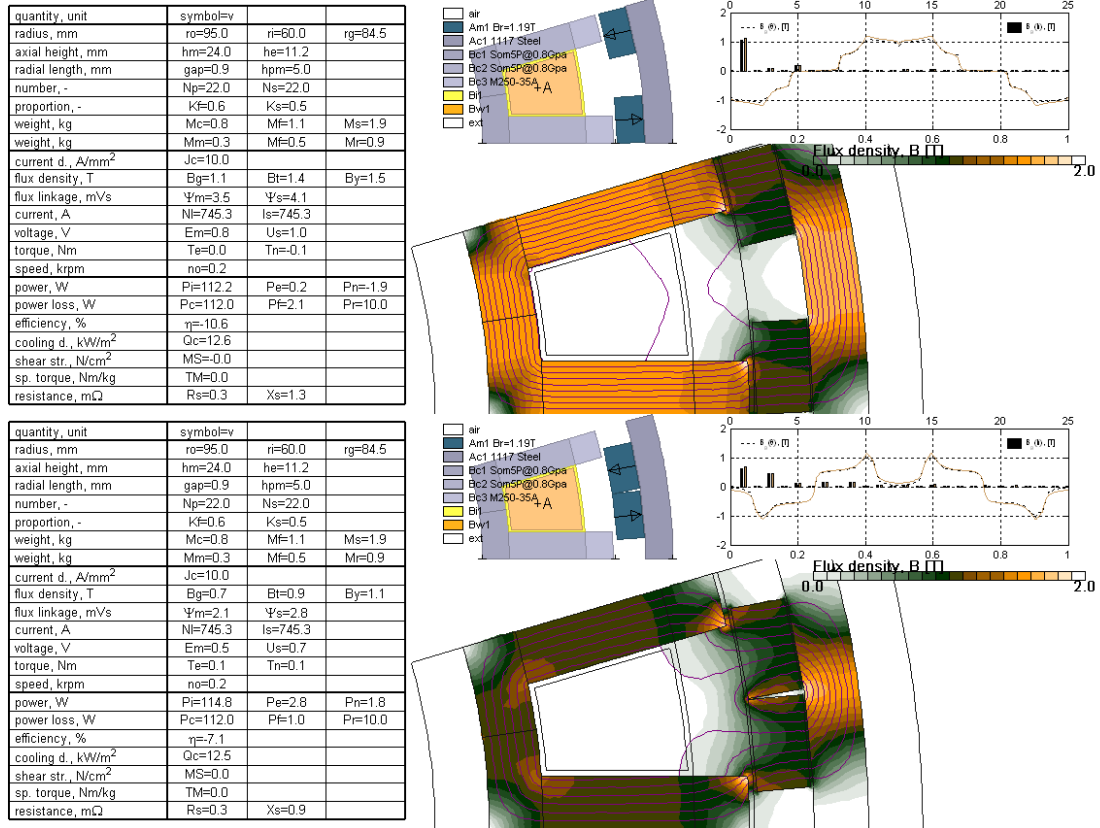 quantity, unit symbol=v
radius, mm ro=95.0 ri=60.0 rg=84.5
axial height, mm hm=24.0 he=11.2
radial length, mm gap=0.9 hpm=5.0
number, - Np=22.0 Ns=22.0
proportion, - Kf=0.6 Ks=0.5
weight, kg Mc=0.8 Mf=1.1 Ms=1.9
weight, kg Mm=0.3 Mf=0.5 Mr=0.9
current d., A/mm² Jc=10.0
flux density, T Bg=1.1 Bt=1.4 By=1.5
flux linkage, mVs Ψm=3.5 Ψs=4.1
current, A NI=745.3 Is=745.3
voltage, V Em=0.8 Us=1.0
torque, Nm Te=0.0 Tn=-0.1
speed, krpm no=0.2
power, W Pi=112.2 Pe=0.2 Pn=-1.9
power loss, W Pc=112.0 Pf=2.1 Pr=10.0
efficiency, % η=-10.6
cooling d., kW/m² Qc=12.6
shear str., N/cm² MS=-0.0
sp. torque, Nm/kg TM=0.0
resistance, mΩ Rs=0.3 Xs=1.3
air
Am1 Br=1.19T
Ac1 1117 Steel
Bc1 Som5P@0.8Gpa
Bc2 Som5P@0.8Gpa
Bc3 M250-35A
Bi1
Bw1
ext
+A
0 5 10 15 20 25
2
1
0
-1
-2
0 0.2 0.4 0.6 0.8 1
Flux density, B [T]
0.0 2.0
quantity, unit symbol=v
radius, mm ro=95.0 ri=60.0 rg=84.5
axial height, mm hm=24.0 he=11.2
radial length, mm gap=0.9 hpm=5.0
number, - Np=22.0 Ns=22.0
proportion, - Kf=0.6 Ks=0.5
weight, kg Mc=0.8 Mf=1.1 Ms=1.9
weight, kg Mm=0.3 Mf=0.5 Mr=0.9
current d., A/mm² Jc=10.0
flux density, T Bg=0.7 Bt=0.9 By=1.1
flux linkage, mVs Ψm=2.1 Ψs=2.8
current, A NI=745.3 Is=745.3
voltage, V Em=0.5 Us=0.7
torque, Nm Te=0.1 Tn=0.1
speed, krpm no=0.2
power, W Pi=114.8 Pe=2.8 Pn=1.8
power loss, W Pc=112.0 Pf=1.0 Pr=10.0
efficiency, % η=-7.1
cooling d., kW/m² Qc=12.5
shear str., N/cm² MS=0.0
sp. torque, Nm/kg TM=0.0
resistance, mΩ Rs=0.3 Xs=0.9
air
Am1 Br=1.19T
Ac1 1117 Steel
Bc1 Som5P@0.8Gpa
Bc2 Som5P@0.8Gpa
Bc3 M250-35A
Bi1
Bw1
ext
+A
0 5 10 15 20 25
2
1
0
-1
-2
0 0.2 0.4 0.6 0.8 1
Flux density, B [T]
0.0 2.0